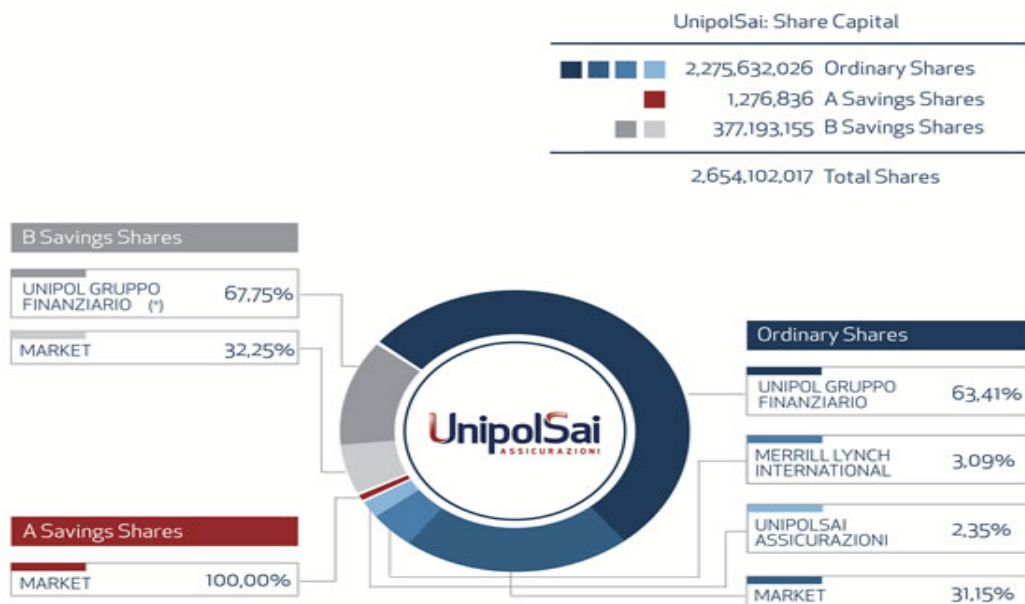 UnipolSai: Share Capital
2,275,632,026 Ordinary Shares
1,276,836 A Savings Shares
377,193,155 B Savings Shares
2,654,102,017 Total Shares
B Savings Shares
UNIPOL GRUPPO
FINANZIARIO (*) 67,75%
MARKET 32,25%
A Savings Shares
MARKET 100,00%
UnipolSai
ASSICURAZIONI
Ordinary Shares
UNIPOL GRUPPO
FINANZIARIO 63,41%
MERRILL LYNCH
INTERNATIONAL 3,09%
UNIPOLSAI
ASSICURAZIONI 2,35%
MARKET 31,15%